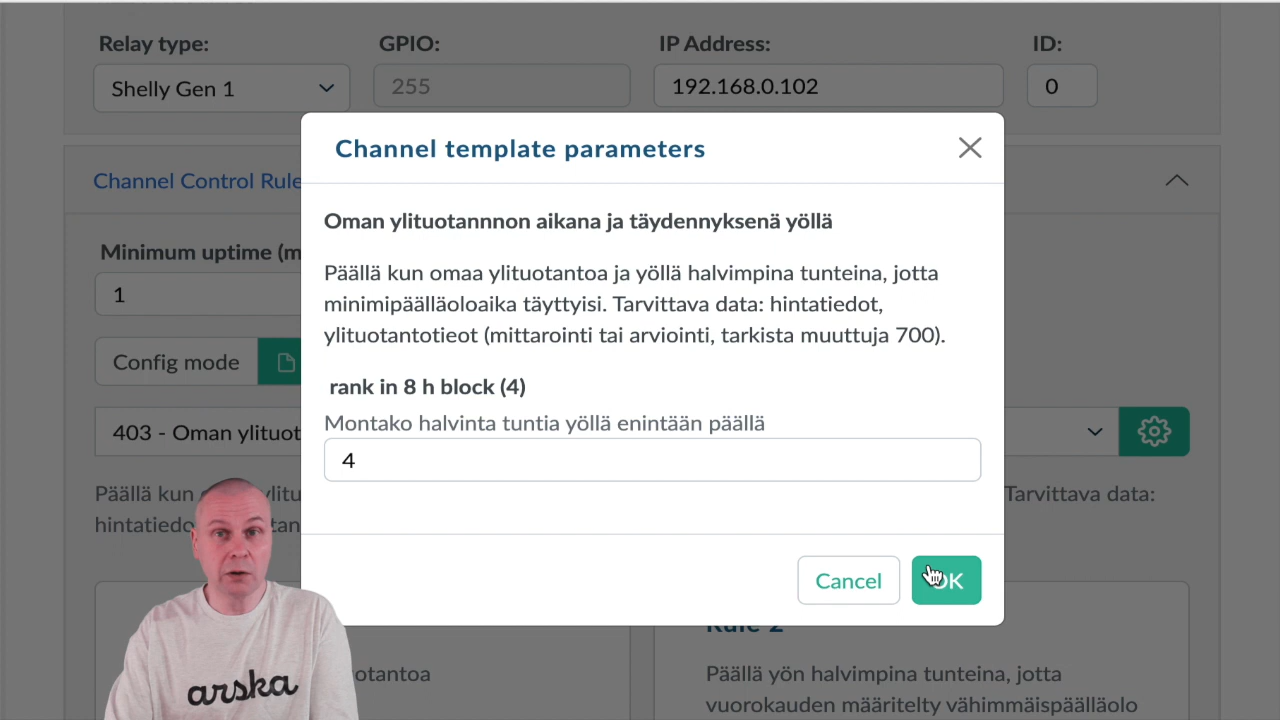 Relay type:
GPIO:
IP Address:
ID:
Shelly Gen 1
255
192.168.0.102
0
Channel template parameters
Channel Control Rule
Oman ylituotannnon aikana ja täydennyksenä yöllä
Minimum uptime (m
Päällä kun omaa ylituotantoa ja yöllä halvimpina tunteina, jotta
1
minimipäälläoloaika täyttyisi. Tarvittava data: hintatiedot,
ylituotantotieot (mittarointi tai arviointi, tarkista muuttuja 700).
Config mode
rank in 8 h block (4)
Montako halvinta tuntia yöllä enintään päällä
403 - Oman ylituot
4
Päällä kun
ylitu
Tarvittava data:
hintatiedo
tan
Cancel
OK
Rule 2
otantoa
Päällä yön halvimpina tunteina, jotta
arska
vuorokauden määritelty vähimmäispäälläolo